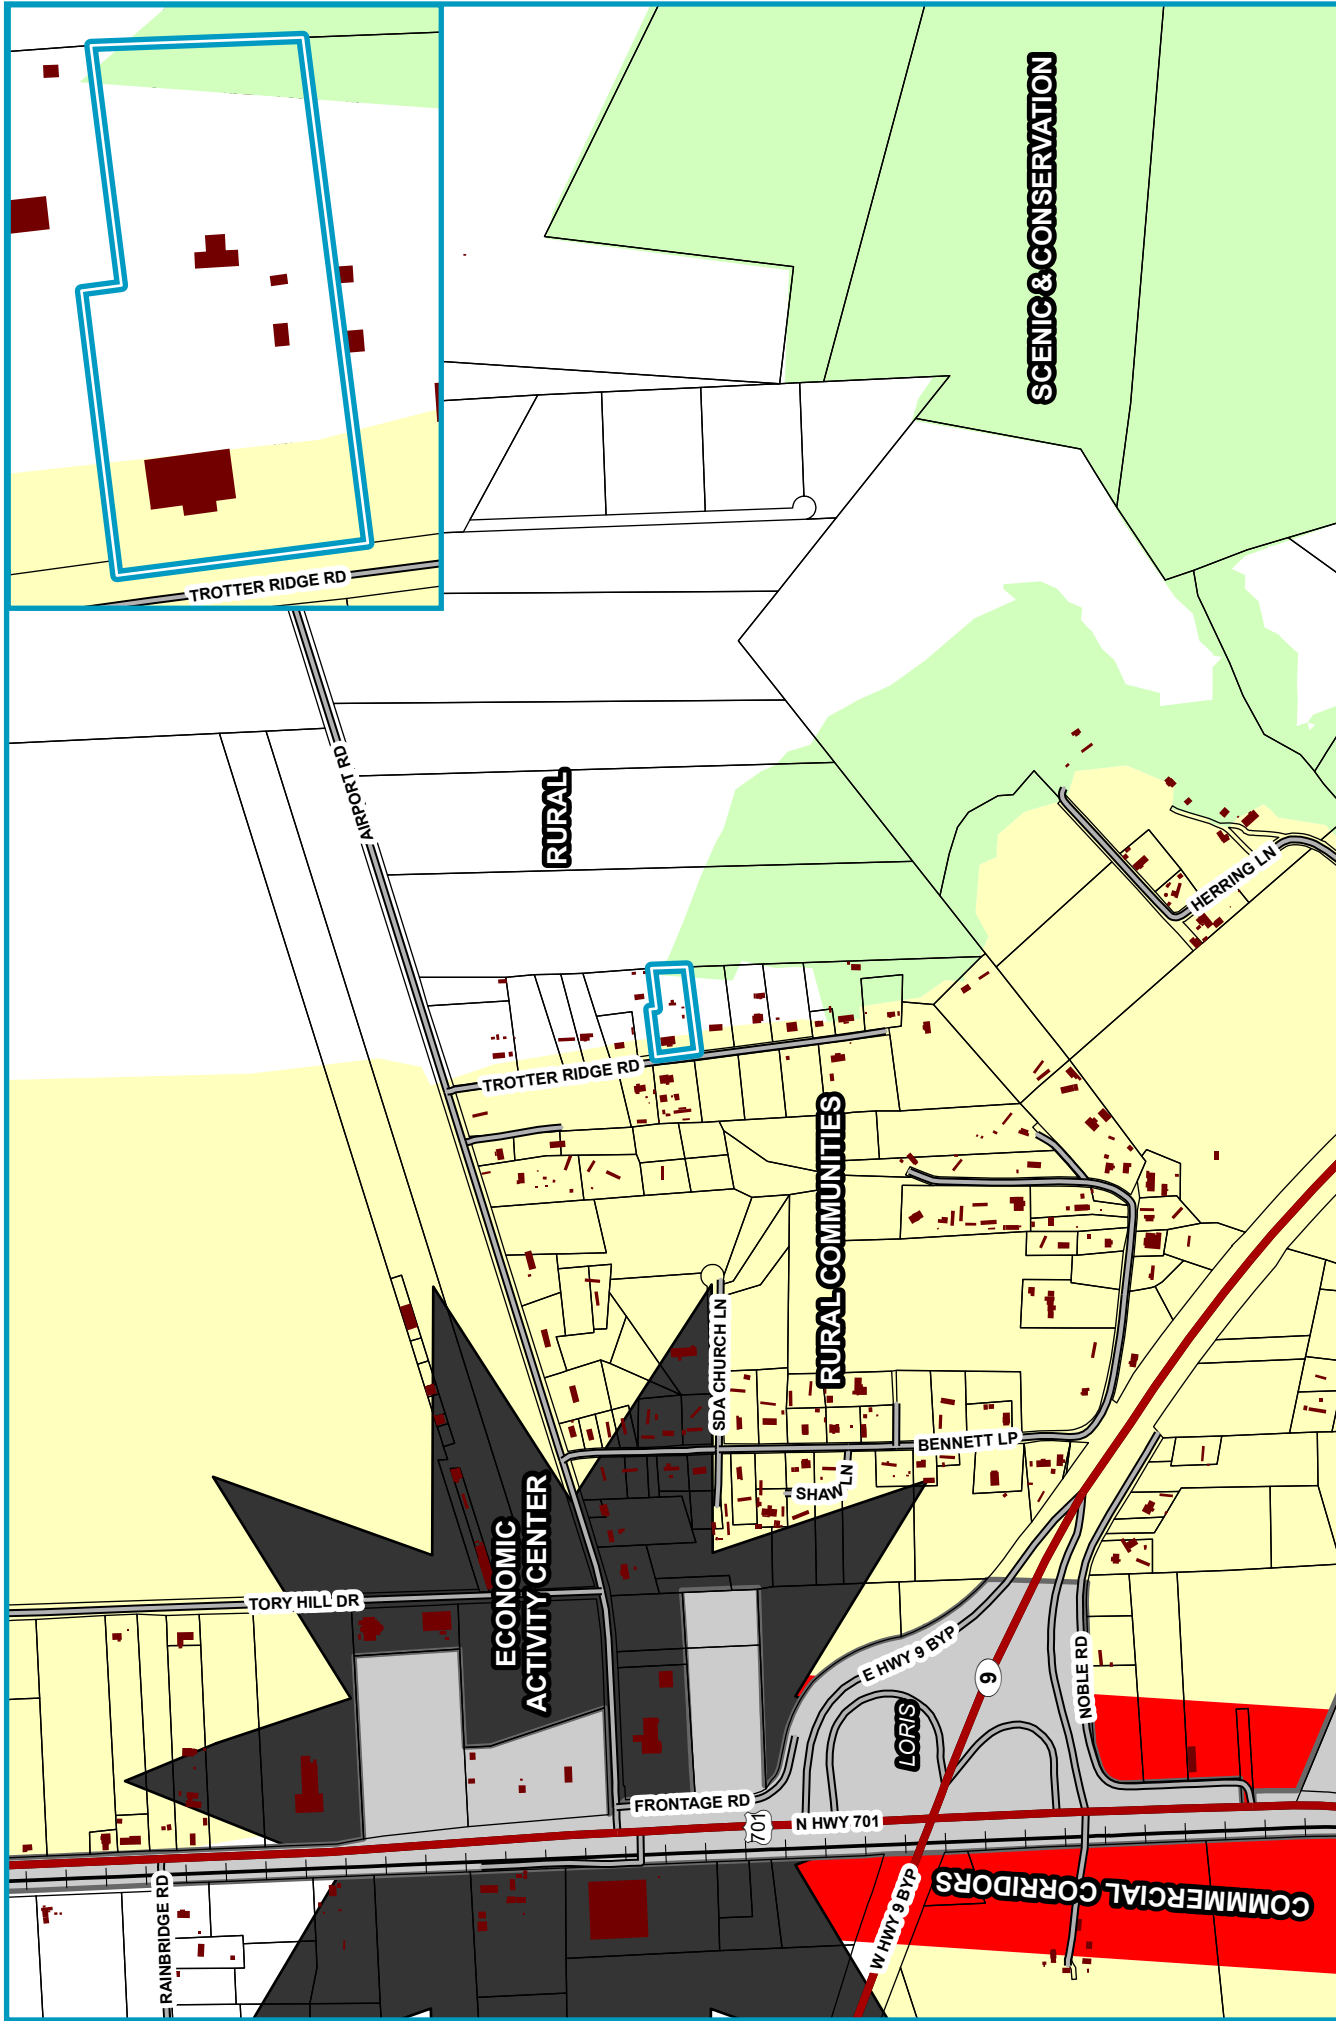 TROTTER RIDGE RD
SCENIC & CONSERVATION
AIRPORT RD
RURAL
HERRING LN
TROTTER RIDGE RD
RURAL COMMUNITIES
SDA CHURCH LN
BENNETT LP
SHAW LN
ECONOMIC
ACTIVITY CENTER
TORY HILL DR
E HWY 9 BYP
9
NOBLE RD
LORIS
FRONTAGE RD
701
N HWY 701
RAINBRIDGE RD
W HWY 9 BYP
COMMMERCIAL CORRIDORS